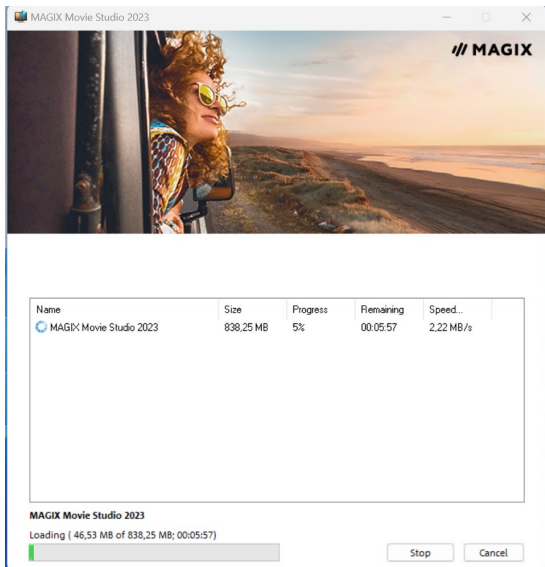 MAGIX Movie Studio 2023
MAGIX
Name Size Progress Remaining Speed...
MAGIX Movie Studio 2023 838,25 MB 5% 00:05:57 2,22 MB/s
MAGIX Movie Studio 2023
Loading ( 46,53 MB of 838,25 MB; 00:05:57)
Stop Cancel